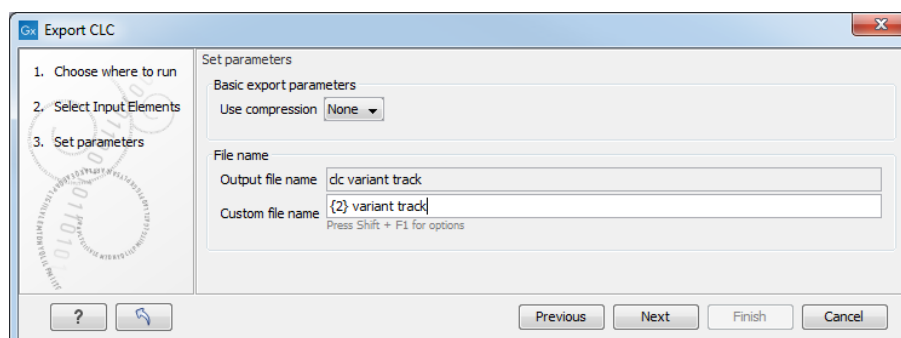 Gx Export CLC
1. Choose where to run
2. Select Input Elements
3. Set parameters
Set parameters
Basic export parameters
Use compression None
File name
Output file name clc variant track
Custom file name {2} variant track
Press Shift + F1 for options
? Previous Next Finish Cancel